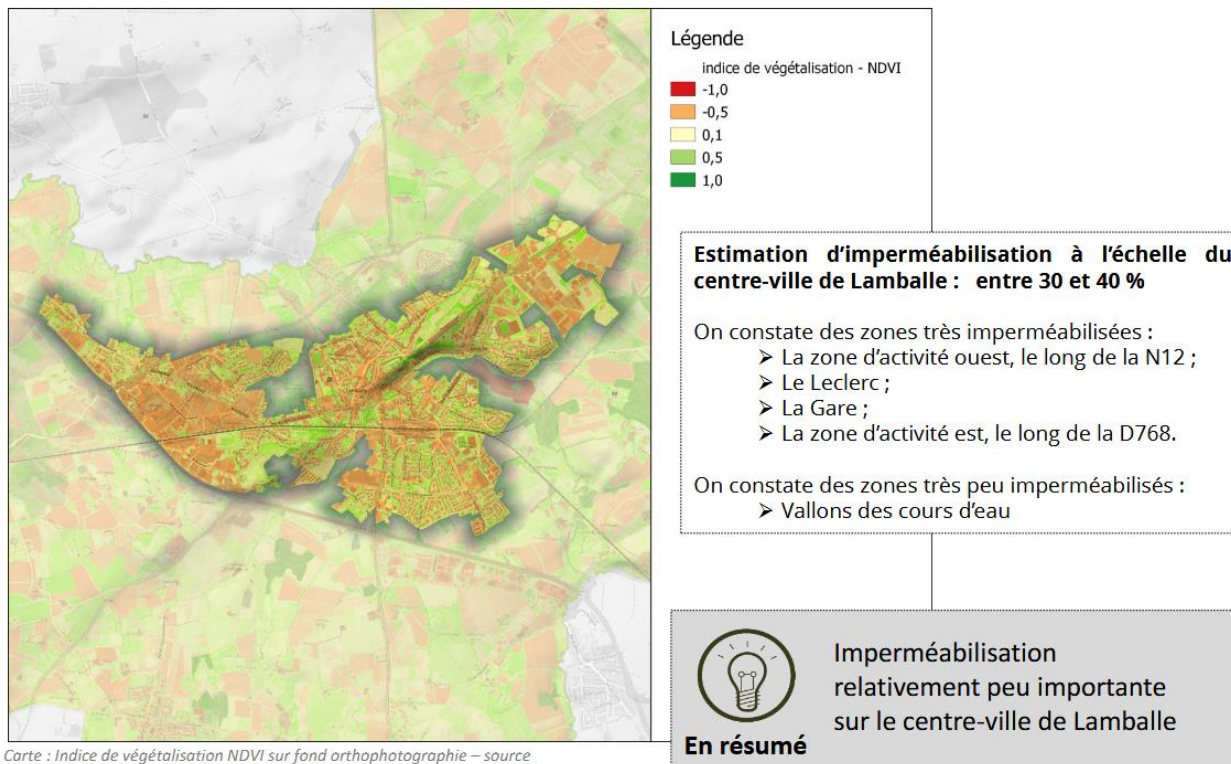 Légende
indice de végétalisation - NDVI
-1,0
-0,5
0,1
0,5
1,0
Estimation d'imperméabilisation à l'échelle du
centre-ville de Lamballe : entre 30 et 40 %
On constate des zones très imperméabilisées :
➢ La zone d'activité ouest, le long de la N12 ;
➢ Le Leclerc ;
➢ La Gare ;
➢ La zone d'activité est, le long de la D768.
On constate des zones très peu imperméabilisés :
➢ Vallons des cours d'eau
Imperméabilisation
relativement peu importante
sur le centre-ville de Lamballe
En résumé
Carte : Indice de végétalisation NDVI sur fond orthophotographie – source